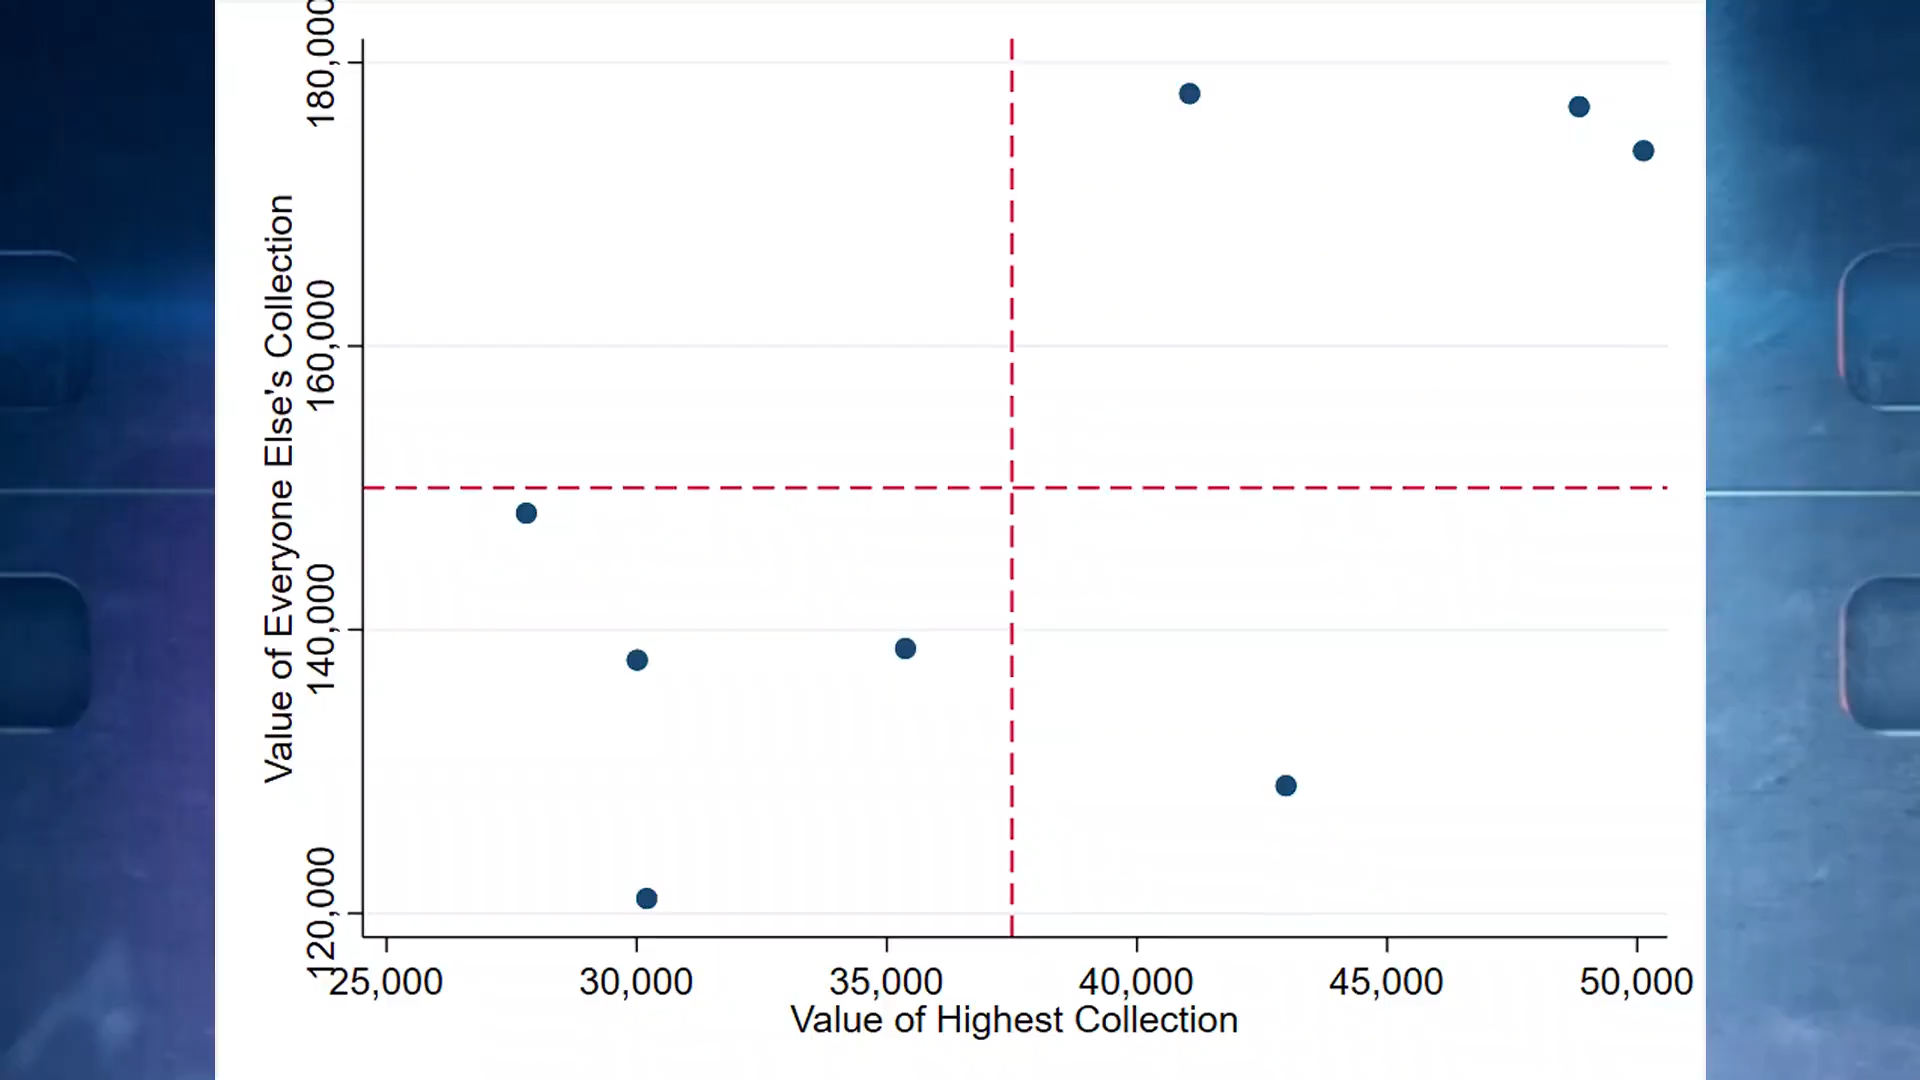 Value of Everyone Else's Collection
180,000
160,000
140,000
120,000
25,000 30,000 35,000 40,000 45,000 50,000
Value of Highest Collection